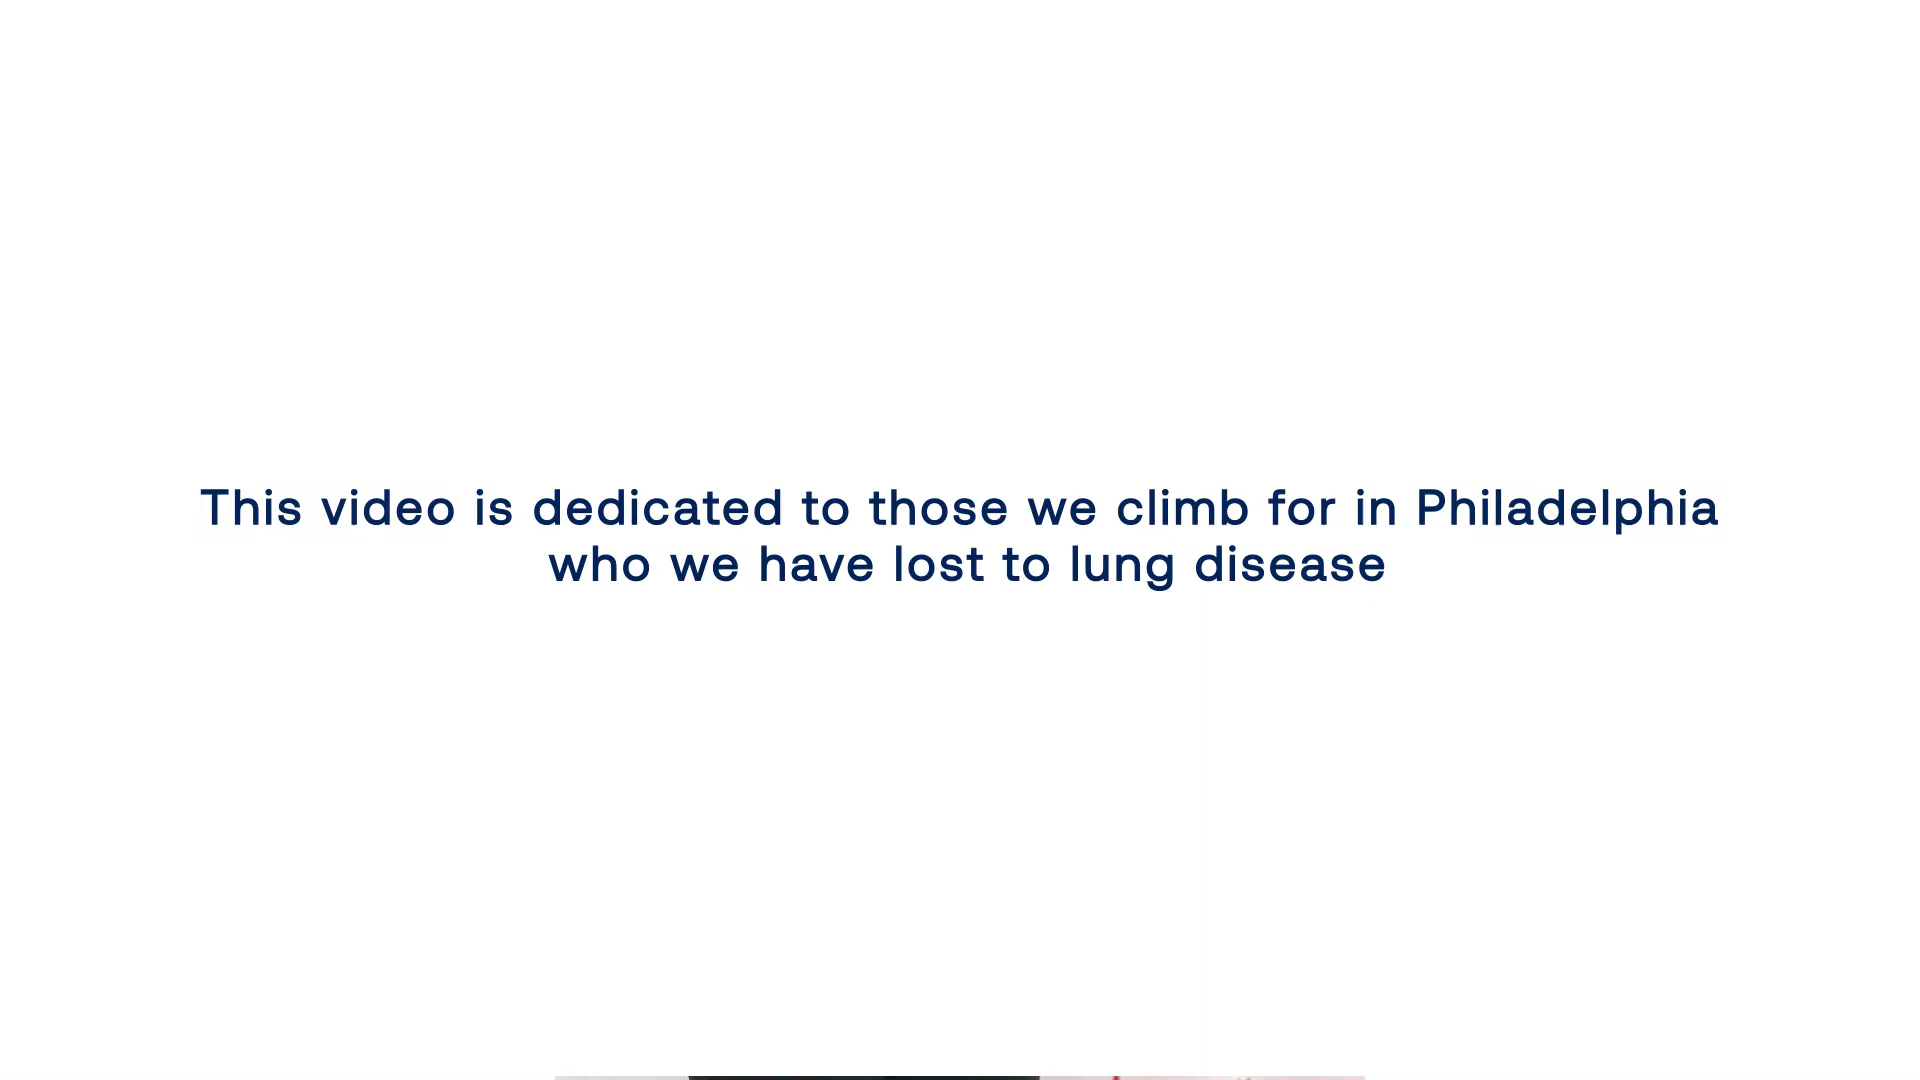 This video is dedicated to those we climb for in Philadelphia
who we have lost to lung disease